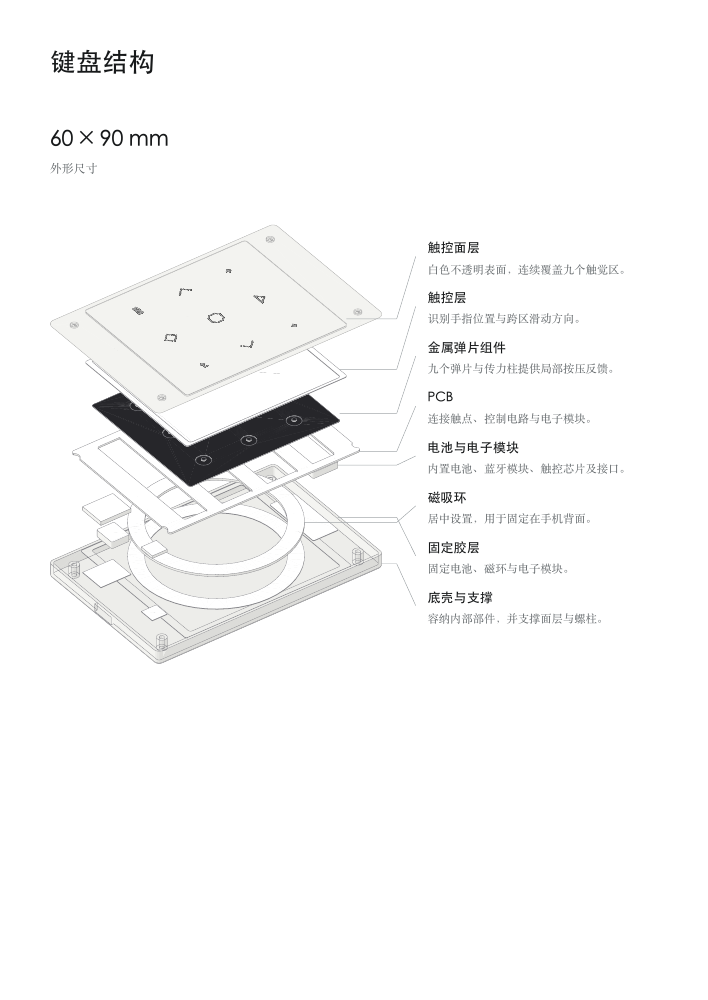 键盘结构
60 × 90 mm
外形尺寸
触控面层
白色不透明表面，连续覆盖九个触觉区。
触控层
识别手指位置与跨区滑动方向。
金属弹片组件
九个弹片与传力柱提供局部按压反馈。
PCB
连接触点、控制电路与电子模块。
电池与电子模块
内置电池、蓝牙模块、触控芯片及接口。
磁吸环
居中设置，用于固定在手机背面。
固定胶层
固定电池、磁环与电子模块。
底壳与支撑
容纳内部部件，并支撑面层与螺柱。